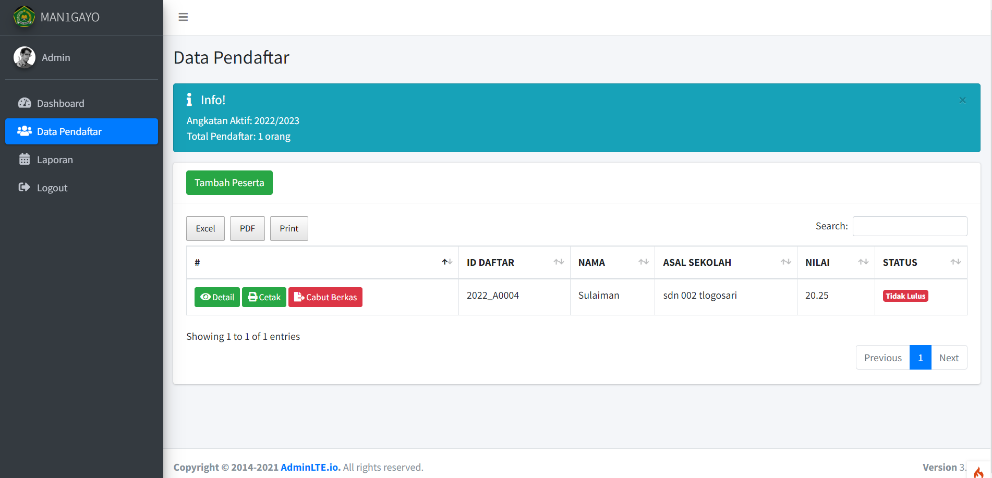 MAN1GAYO
Admin
Dashboard
Data Pendaftar
Laporan
Logout
Data Pendaftar
Info!
×
Angkatan Aktif: 2022/2023
Total Pendaftar: 1 orang
Tambah Peserta
Excel PDF Print Search:
# ID DAFTAR NAMA ASAL SEKOLAH NILAI STATUS
Detail Cetak Cabut Berkas 2022_A0004 Sulaiman sdn 002 tlogosari 20.25 Tidak Lulus
Showing 1 to 1 of 1 entries
Previous 1 Next
Copyright © 2014-2021 AdminLTE.io. All rights reserved. Version 3.